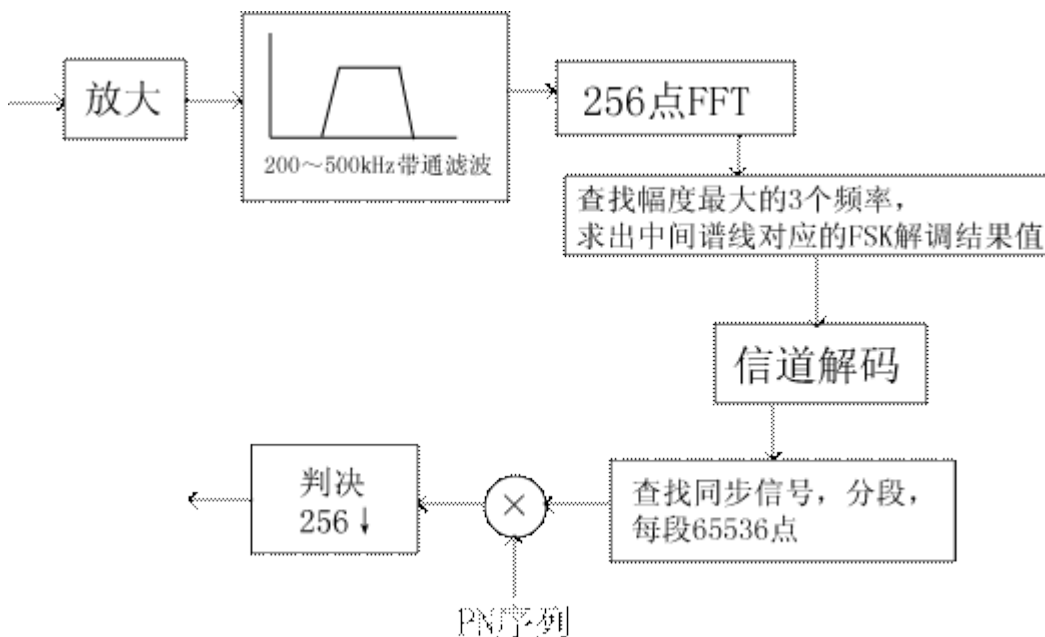 放大
200～500kHz带通滤波
256点FFT
查找幅度最大的3个频率，
求出中间谱线对应的FSK解调结果值
信道解码
查找同步信号，分段，
每段65536点
×
判决
256↓
PN序列